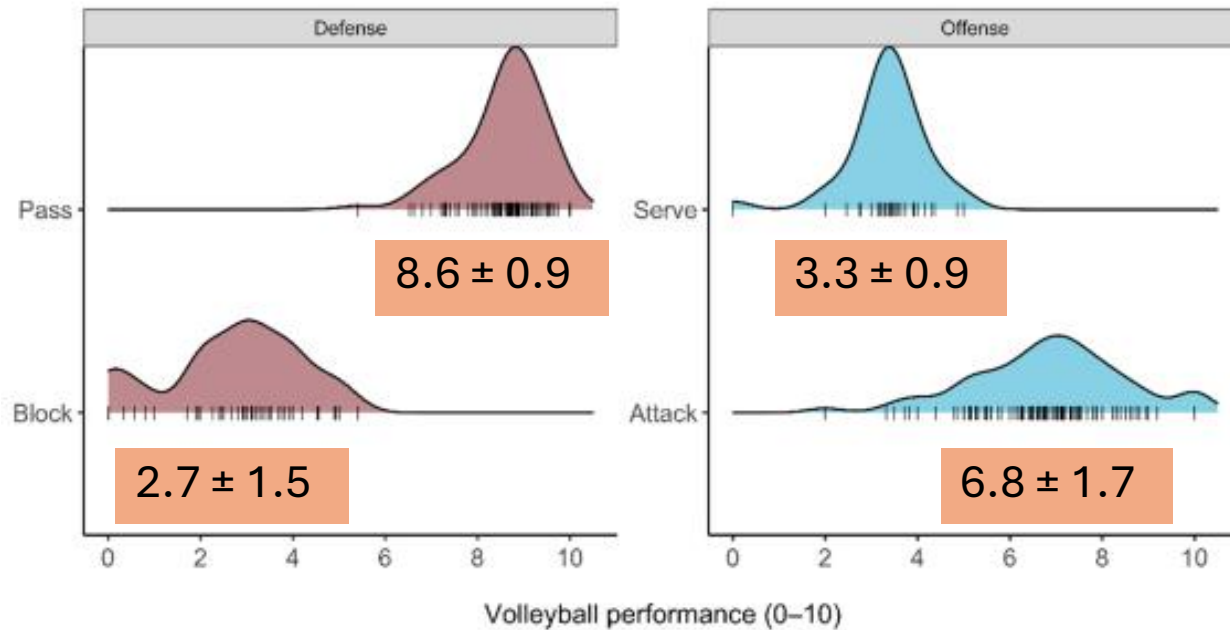 Defense
Offense
Pass
Serve
8.6 ± 0.9
3.3 ± 0.9
Block
Attack
2.7 ± 1.5
6.8 ± 1.7
0 2 4 6 8 10
0 2 4 6 8 10
Volleyball performance (0–10)